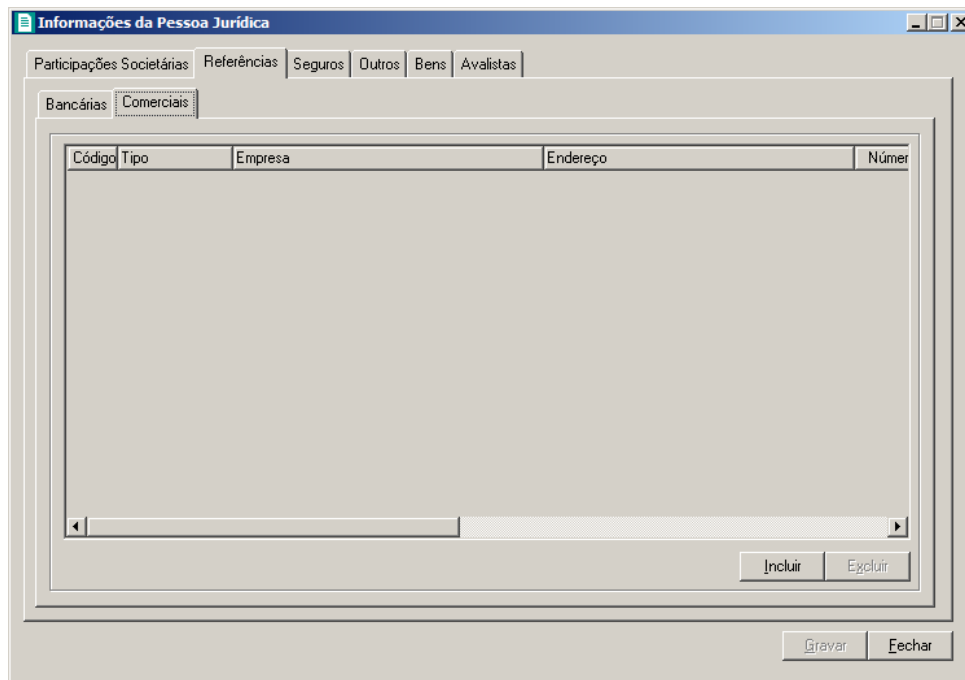 Informações da Pessoa Jurídica
Participações Societárias Referências Seguros Outros Bens Avalistas
Bancárias Comerciais
Código Tipo Empresa Endereço Númer
Incluir Excluir
Gravar Fechar